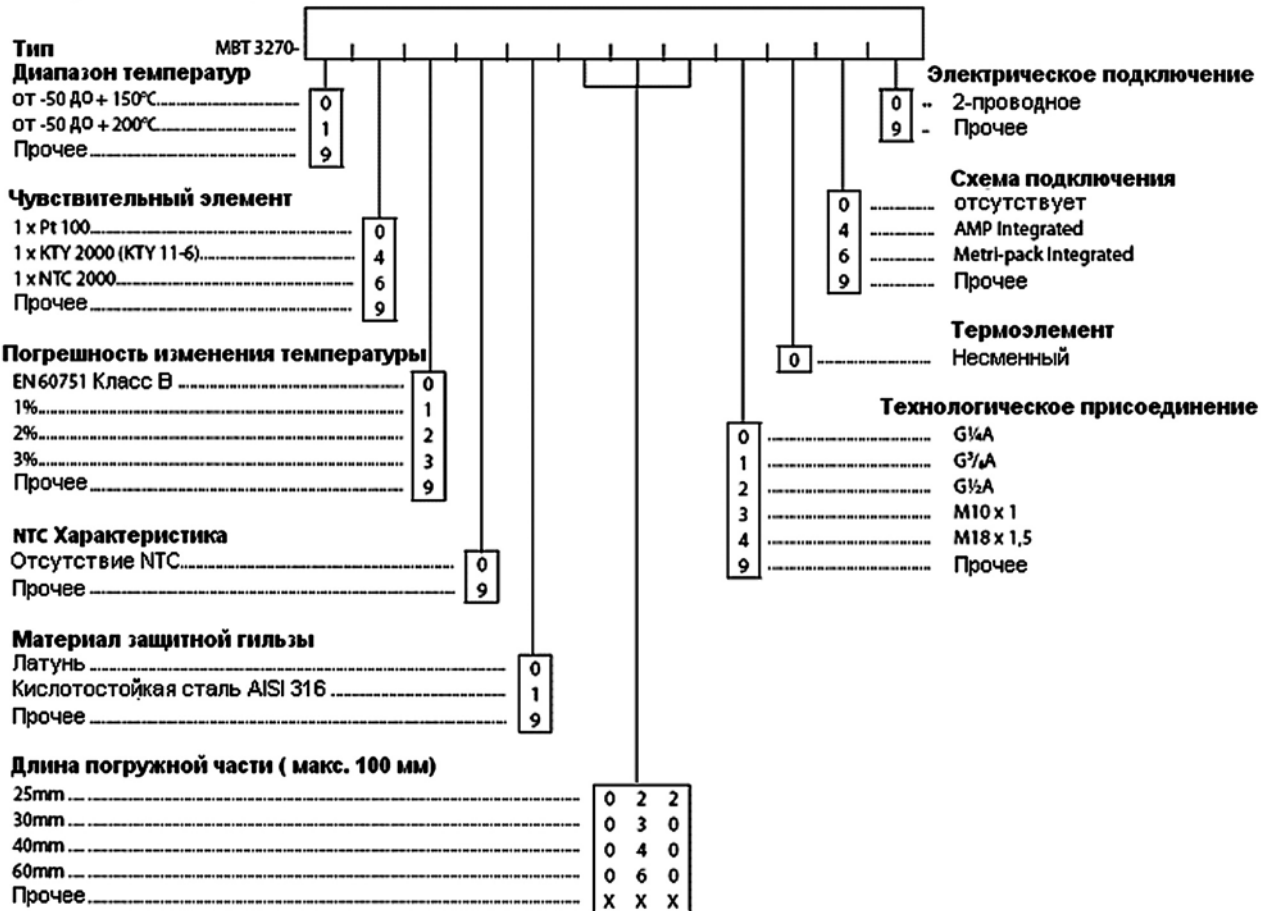 Тип МВТ 3270-
Диапазон температур
от -50 ДО + 150°C 0
от -50 ДО + 200°C 1
Прочее 9
Чувствительный элемент
1 x Pt 100 0
1 x KTY 2000 (KTY 11-6) 4
1 x NTC 2000 6
Прочее 9
Погрешность изменения температуры
EN 60751 Класс В 0
1% 1
2% 2
3% 3
Прочее 9
NTC Характеристика
Отсутствие NTC 0
Прочее 9
Материал защитной гильзы
Латунь 0
Кислотостойкая сталь AISI 316 1
Прочее 9
Длина погружной части ( макс. 100 мм)
25mm 0 2 2
30mm 0 3 0
40mm 0 4 0
60mm 0 6 0
Прочее X X X
Электрическое подключение
0 2-проводное
9 Прочее
Схема подключения
0 отсутствует
4 AMP Integrated
6 Metri-pack Integrated
9 Прочее
Термоэлемент
0 Несменный
Технологическое присоединение
0 G¼A
1 G³/₈A
2 G½A
3 M10 x 1
4 M18 x 1,5
9 Прочее